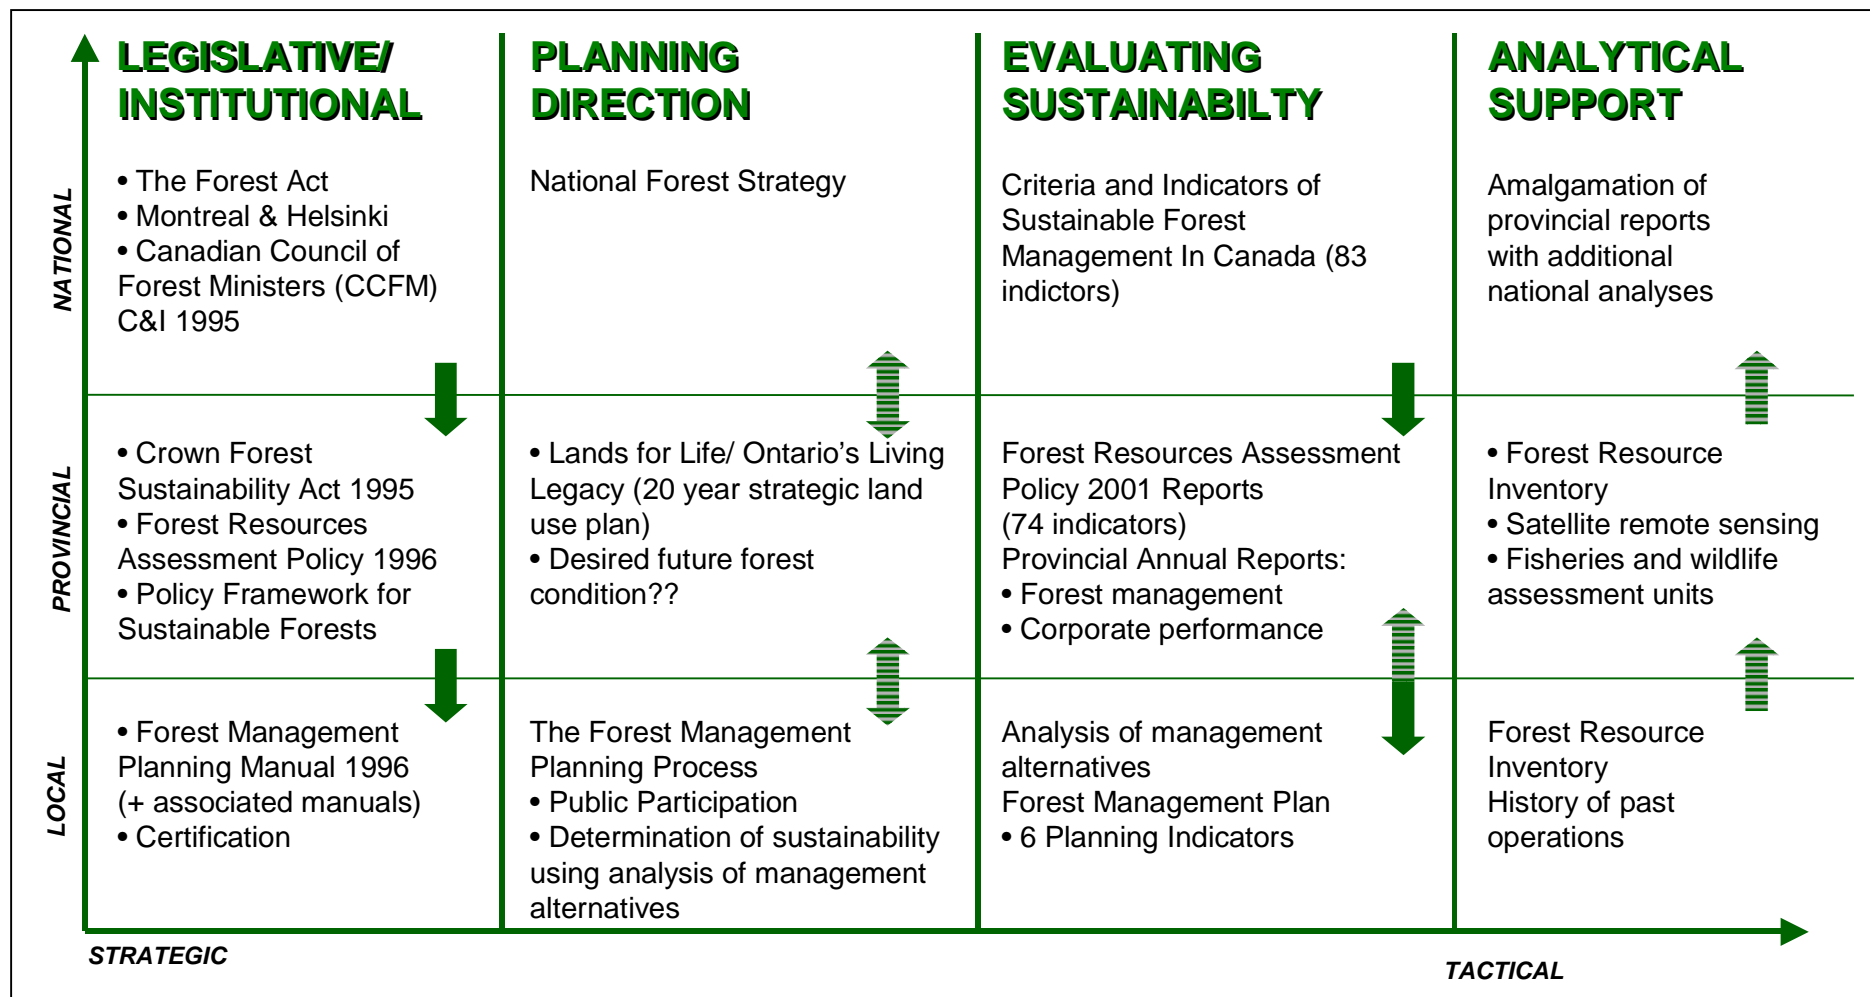 LEGISLATIVE/
INSTITUTIONAL
PLANNING
DIRECTION
EVALUATING
SUSTAINABILTY
ANALYTICAL
SUPPORT
NATIONAL
• The Forest Act
• Montreal & Helsinki
• Canadian Council of
Forest Ministers (CCFM)
C&I 1995
National Forest Strategy
Criteria and Indicators of
Sustainable Forest
Management In Canada (83
indictors)
Amalgamation of
provincial reports
with additional
national analyses
PROVINCIAL
• Crown Forest
Sustainability Act 1995
• Forest Resources
Assessment Policy 1996
• Policy Framework for
Sustainable Forests
• Lands for Life/ Ontario’s Living
Legacy (20 year strategic land
use plan)
• Desired future forest
condition??
Forest Resources Assessment
Policy 2001 Reports
(74 indicators)
Provincial Annual Reports:
• Forest management
• Corporate performance
• Forest Resource
Inventory
• Satellite remote sensing
• Fisheries and wildlife
assessment units
LOCAL
• Forest Management
Planning Manual 1996
(+ associated manuals)
• Certification
The Forest Management
Planning Process
• Public Participation
• Determination of sustainability
using analysis of management
alternatives
Analysis of management
alternatives
Forest Management Plan
• 6 Planning Indicators
Forest Resource
Inventory
History of past
operations
STRATEGIC
TACTICAL